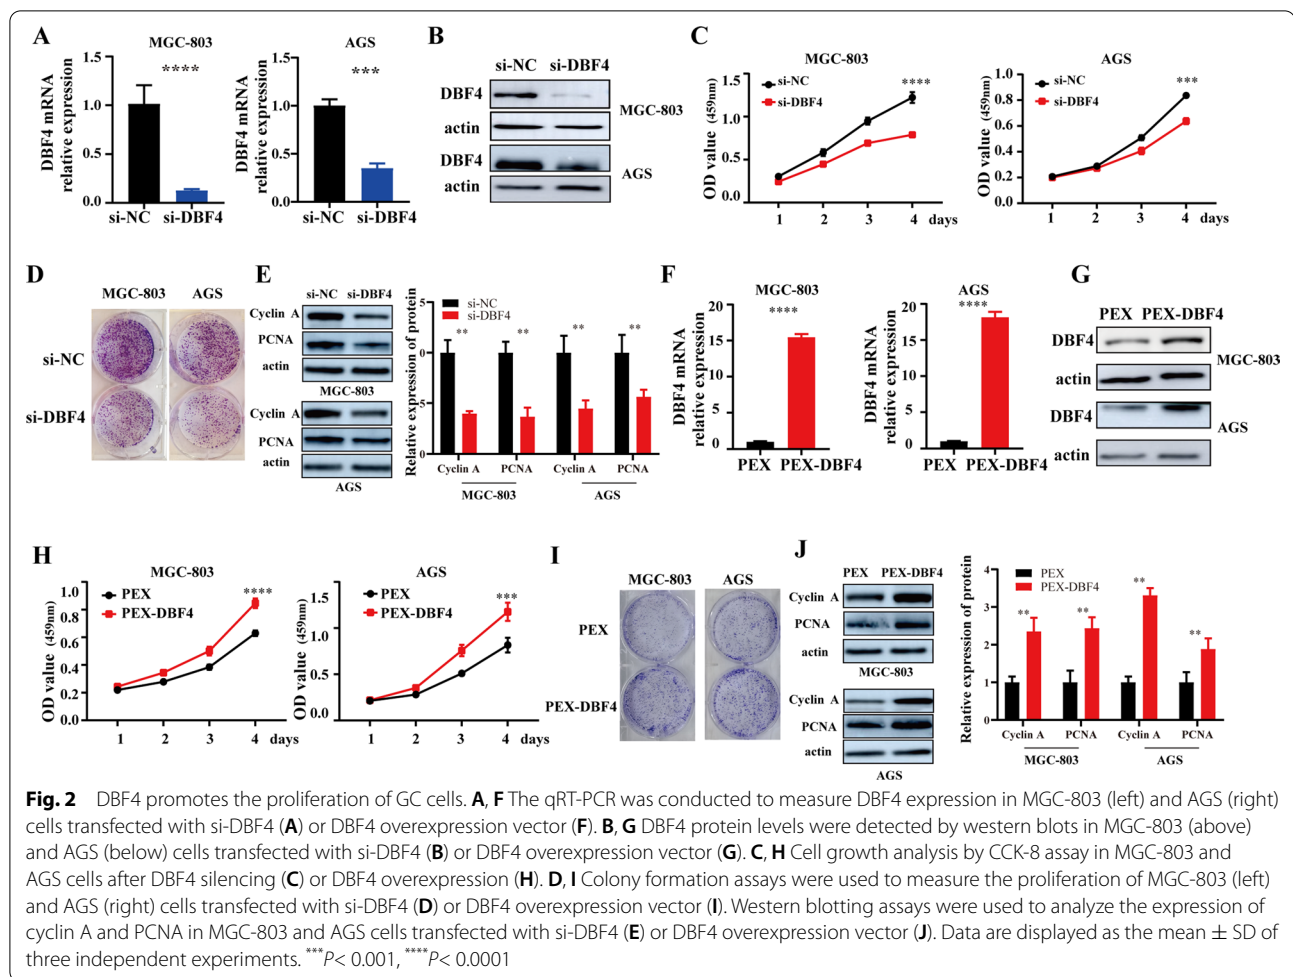 A
MGC-803
DBF4 mRNA
relative expression
1.5
1.0
0.5
0.0
****
si-NC si-DBF4
AGS
DBF4 mRNA
relative expression
1.5
1.0
0.5
0.0
***
si-NC si-DBF4
B
si-NC si-DBF4
DBF4
actin
MGC-803
DBF4
actin
AGS
C
MGC-803
OD value (459nm)
1.5
1.0
0.5
0.0
si-NC
si-DBF4
****
1 2 3 4 days
AGS
OD value (459nm)
1.0
0.8
0.6
0.4
0.2
0.0
si-NC
si-DBF4
***
1 2 3 4 days
D
MGC-803 AGS
si-NC
si-DBF4
E
si-NC si-DBF4
Cyclin A
PCNA
actin
MGC-803
Cyclin A
PCNA
actin
AGS
Relative expression of protein
.5
.0
.5
.0
si-NC
si-DBF4
** ** ** **
Cyclin A PCNA Cyclin A PCNA
MGC-803 AGS
F
MGC-803
DBF4 mRNA
relative expression
20
15
10
5
0
****
PEX PEX-DBF4
AGS
DBF4 mRNA
relative expression
20
15
10
5
0
****
PEX PEX-DBF4
G
PEX PEX-DBF4
DBF4
MGC-803
actin
DBF4
AGS
actin
H
MGC-803
OD value (459nm)
1.0
0.8
0.6
0.4
0.2
0.0
PEX
PEX-DBF4
****
1 2 3 4 days
AGS
OD value (459nm)
1.5
1.0
0.5
0.0
PEX
PEX-DBF4
***
1 2 3 4 days
I
MGC-803 AGS
PEX
PEX-DBF4
J
PEX PEX-DBF4
Cyclin A
PCNA
actin
MGC-803
Cyclin A
PCNA
actin
AGS
Relative expression of protein
4
3
2
1
0
PEX
PEX-DBF4
** ** ** **
Cyclin A PCNA Cyclin A PCNA
MGC-803 AGS
Fig. 2 DBF4 promotes the proliferation of GC cells. A, F The qRT-PCR was conducted to measure DBF4 expression in MGC-803 (left) and AGS (right)
cells transfected with si-DBF4 (A) or DBF4 overexpression vector (F). B, G DBF4 protein levels were detected by western blots in MGC-803 (above)
and AGS (below) cells transfected with si-DBF4 (B) or DBF4 overexpression vector (G). C, H Cell growth analysis by CCK-8 assay in MGC-803 and
AGS cells after DBF4 silencing (C) or DBF4 overexpression (H). D, I Colony formation assays were used to measure the proliferation of MGC-803 (left)
and AGS (right) cells transfected with si-DBF4 (D) or DBF4 overexpression vector (I). Western blotting assays were used to analyze the expression of
cyclin A and PCNA in MGC-803 and AGS cells transfected with si-DBF4 (E) or DBF4 overexpression vector (J). Data are displayed as the mean ± SD of
three independent experiments. ***P< 0.001, ****P< 0.0001